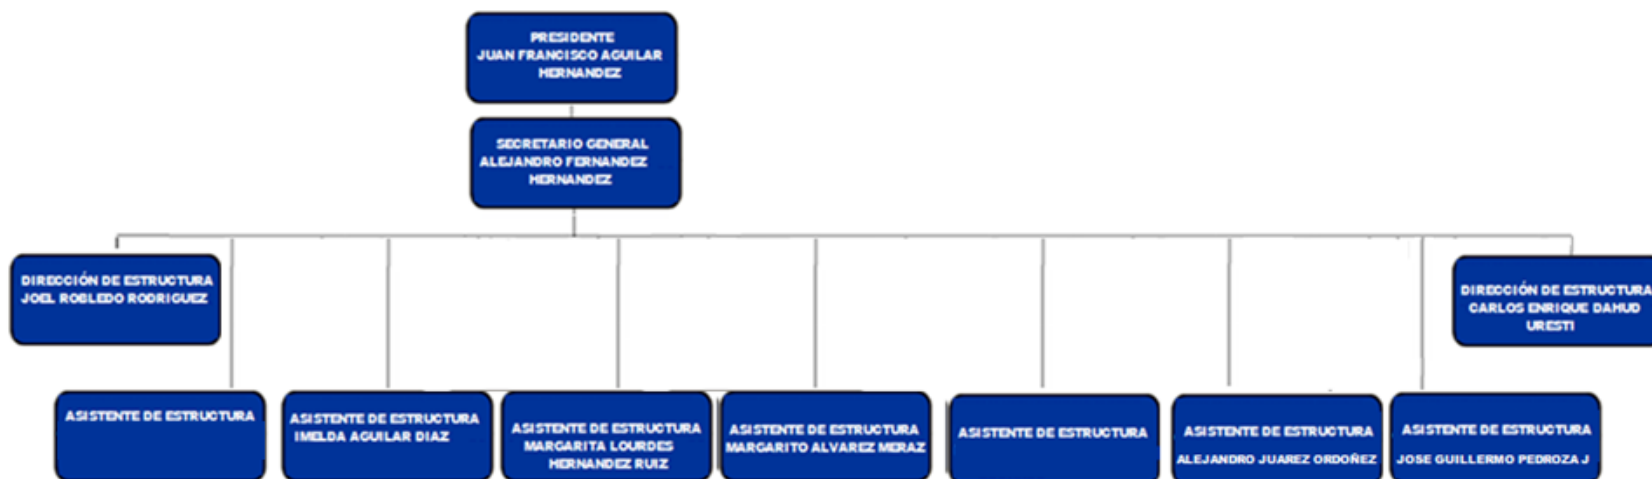 PRESIDENTE
JUAN FRANCISCO AGUILAR
HERNANDEZ
SECRETARIO GENERAL
ALEJANDRO FERNANDEZ
HERNANDEZ
DIRECCIÓN DE ESTRUCTURA
JOEL ROBLEDO RODRIGUEZ
DIRECCIÓN DE ESTRUCTURA
CARLOS ENRIQUE DAHUD
URESTI
ASISTENTE DE ESTRUCTURA
ASISTENTE DE ESTRUCTURA
IMELDA AGUILAR DIAZ
ASISTENTE DE ESTRUCTURA
MARGARITA LOURDES
HERNANDEZ RUIZ
ASISTENTE DE ESTRUCTURA
MARGARITO ALVAREZ MERAZ
ASISTENTE DE ESTRUCTURA
ASISTENTE DE ESTRUCTURA
ALEJANDRO JUAREZ ORDOÑEZ
ASISTENTE DE ESTRUCTURA
JOSE GUILLERMO PEDROZA J